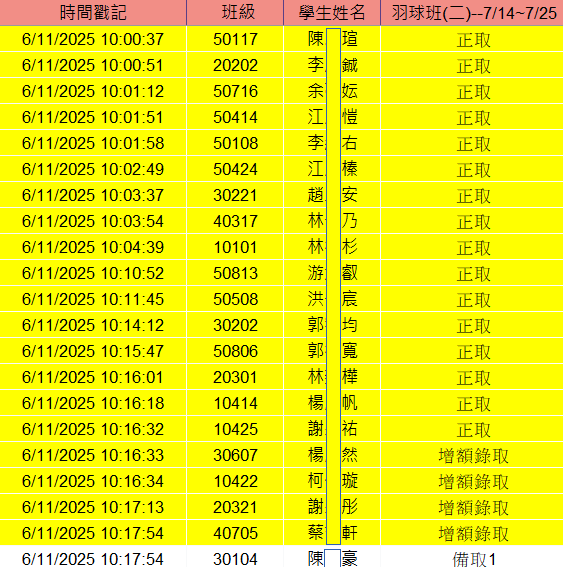 時間戳記 班級 學生姓名 羽球班(二)--7/14~7/25
6/11/2025 10:00:37 50117 陳 瑄 正取
6/11/2025 10:00:51 20202 李 鋮 正取
6/11/2025 10:01:12 50716 余 妘 正取
6/11/2025 10:01:51 50414 江 愷 正取
6/11/2025 10:01:58 50108 李 右 正取
6/11/2025 10:02:49 50424 江 榛 正取
6/11/2025 10:03:37 30221 趙 安 正取
6/11/2025 10:03:54 40317 林 乃 正取
6/11/2025 10:04:39 10101 林 杉 正取
6/11/2025 10:10:52 50813 游 叡 正取
6/11/2025 10:11:45 50508 洪 宸 正取
6/11/2025 10:14:12 30202 郭 均 正取
6/11/2025 10:15:47 50806 郭 寬 正取
6/11/2025 10:16:01 20301 林 樺 正取
6/11/2025 10:16:18 10414 楊 帆 正取
6/11/2025 10:16:32 10425 謝 祐 正取
6/11/2025 10:16:33 30607 楊 然 增額錄取
6/11/2025 10:16:34 10422 柯 璇 增額錄取
6/11/2025 10:17:13 20321 謝 彤 增額錄取
6/11/2025 10:17:54 40705 蔡 軒 增額錄取
6/11/2025 10:17:54 30104 陳 豪 備取1